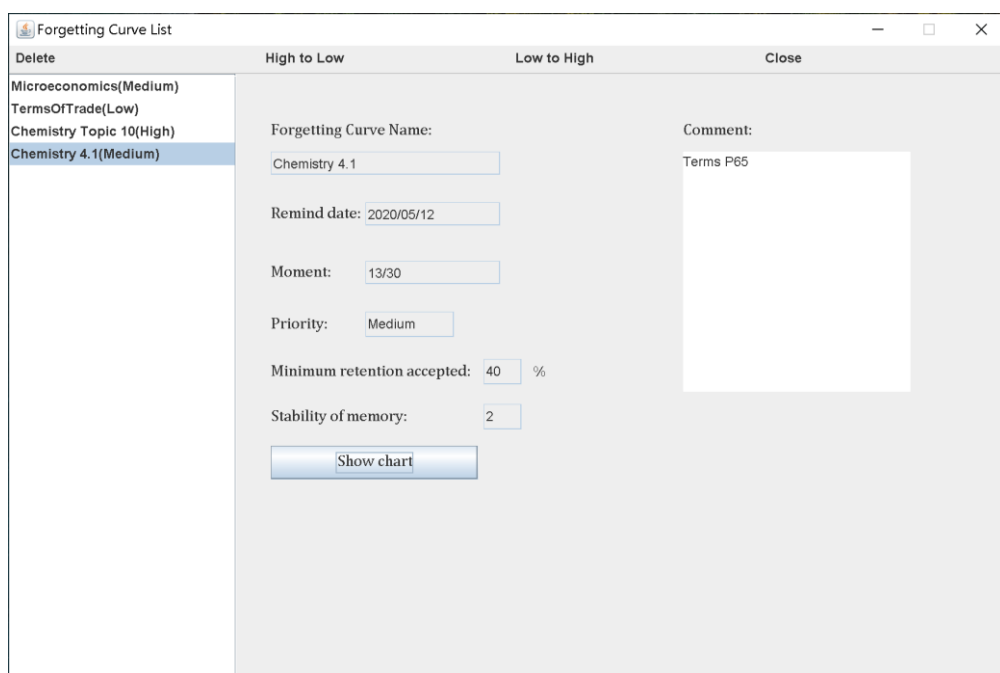 Forgetting Curve List
Delete High to Low Low to High Close
Microeconomics(Medium)
TermsOfTrade(Low)
Chemistry Topic 10(High)
Chemistry 4.1(Medium)
Forgetting Curve Name:
Chemistry 4.1
Remind date: 2020/05/12
Moment: 13/30
Priority: Medium
Minimum retention accepted: 40 %
Stability of memory: 2
Show chart
Comment:
Terms P65